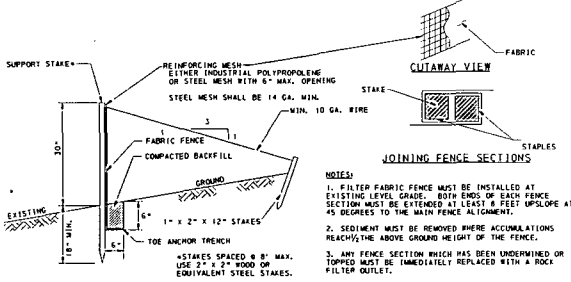 SUPPORT STAKE*
REINFORCING MESH
EITHER INDUSTRIAL POLYPROPOLENE
OR STEEL MESH WITH 6" MAX. OPENING
STEEL MESH SHALL BE 14 GA. MIN.
MIN. 10 GA. WIRE
3
1
1
FABRIC FENCE
COMPACTED BACKFILL
GROUND
30"
EXISTING
18" MIN.
6"
6"
1" X 2" X 12" STAKES
TOE ANCHOR TRENCH
*STAKES SPACED @ 8' MAX.
USE 2" X 2" WOOD OR
EQUIVALENT STEEL STAKES.
FABRIC
CUTAWAY VIEW
STAKE
STAPLES
JOINING FENCE SECTIONS
NOTES:
1. FILTER FABRIC FENCE MUST BE INSTALLED AT
EXISTING LEVEL GRADE. BOTH ENDS OF EACH FENCE
SECTION MUST BE EXTENDED AT LEAST 8 FEET UPSLOPE AT
45 DEGREES TO THE MAIN FENCE ALIGNMENT.
2. SEDIMENT MUST BE REMOVED WHERE ACCUMULATIONS
REACH 1/2 THE ABOVE GROUND HEIGHT OF THE FENCE.
3. ANY FENCE SECTION WHICH HAS BEEN UNDERMINED OR
TOPPED MUST BE IMMEDIATELY REPLACED WITH A ROCK
FILTER OUTLET.